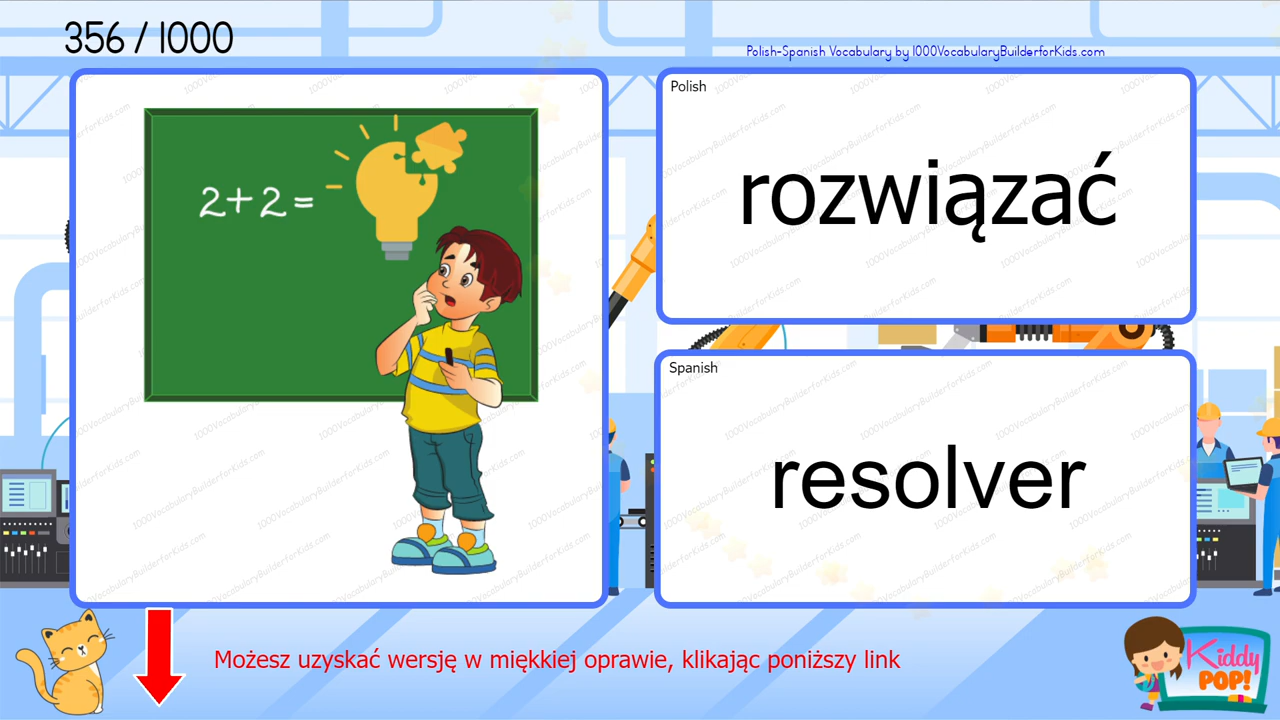 356 / 1000
Polish-Spanish Vocabulary by 1000VocabularyBuilderforKids.com
2+2=
Polish
rozwiązać
Spanish
resolver
Możesz uzyskać wersję w miękkiej oprawie, klikając poniższy link
Kiddy
POP!